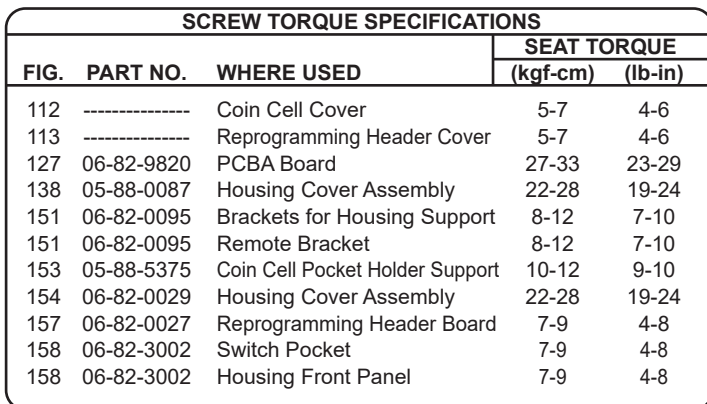 SCREW TORQUE SPECIFICATIONS
SEAT TORQUE
FIG. PART NO. WHERE USED (kgf-cm) (lb-in)
112 --------------- Coin Cell Cover 5-7 4-6
113 --------------- Reprogramming Header Cover 5-7 4-6
127 06-82-9820 PCBA Board 27-33 23-29
138 05-88-0087 Housing Cover Assembly 22-28 19-24
151 06-82-0095 Brackets for Housing Support 8-12 7-10
151 06-82-0095 Remote Bracket 8-12 7-10
153 05-88-5375 Coin Cell Pocket Holder Support 10-12 9-10
154 06-82-0029 Housing Cover Assembly 22-28 19-24
157 06-82-0027 Reprogramming Header Board 7-9 4-8
158 06-82-3002 Switch Pocket 7-9 4-8
158 06-82-3002 Housing Front Panel 7-9 4-8